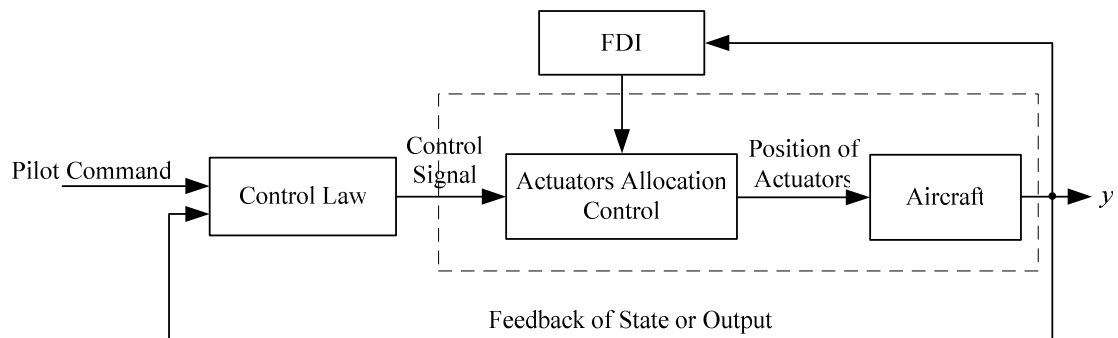 FDI
Pilot Command
Control Law
Control
Signal
Actuators Allocation
Control
Position of
Actuators
Aircraft
y
Feedback of State or Output